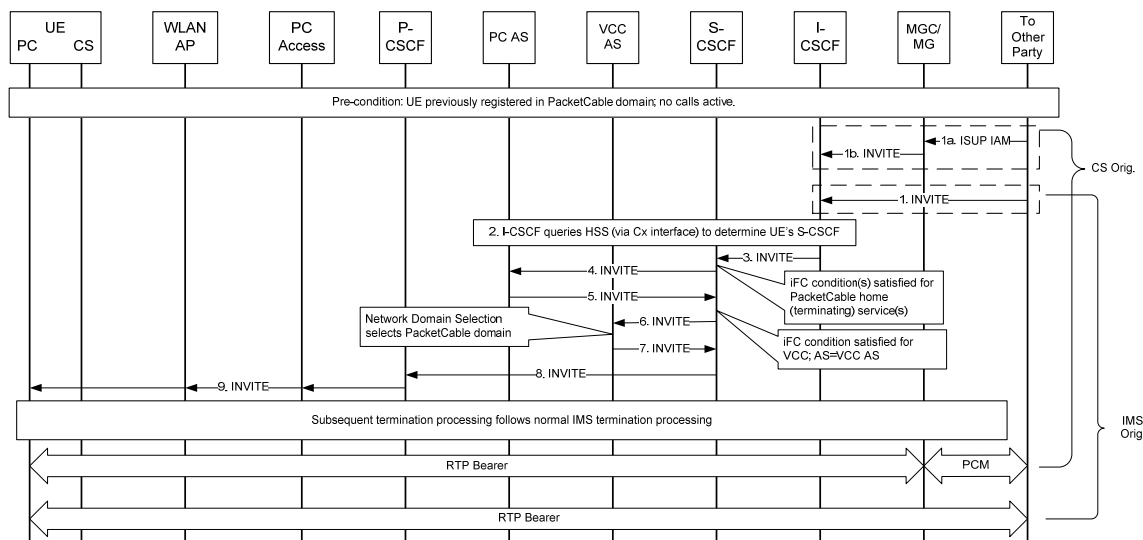 UE
PC CS
WLAN
AP
PC
Access
P-
CSCF
PC AS
VCC
AS
S-
CSCF
I-
CSCF
MGC/
MG
To
Other
Party
Pre-condition: UE previously registered in PacketCable domain; no calls active.
1a. ISUP IAM
1b. INVITE
CS Orig.
1. INVITE
2. I-CSCF queries HSS (via Cx interface) to determine UE's S-CSCF
3. INVITE
4. INVITE
iFC condition(s) satisfied for
PacketCable home
(terminating) service(s)
5. INVITE
Network Domain Selection
selects PacketCable domain
6. INVITE
iFC condition satisfied for
VCC; AS=VCC AS
7. INVITE
8. INVITE
9. INVITE
Subsequent termination processing follows normal IMS termination processing
IMS
Orig
RTP Bearer
PCM
RTP Bearer